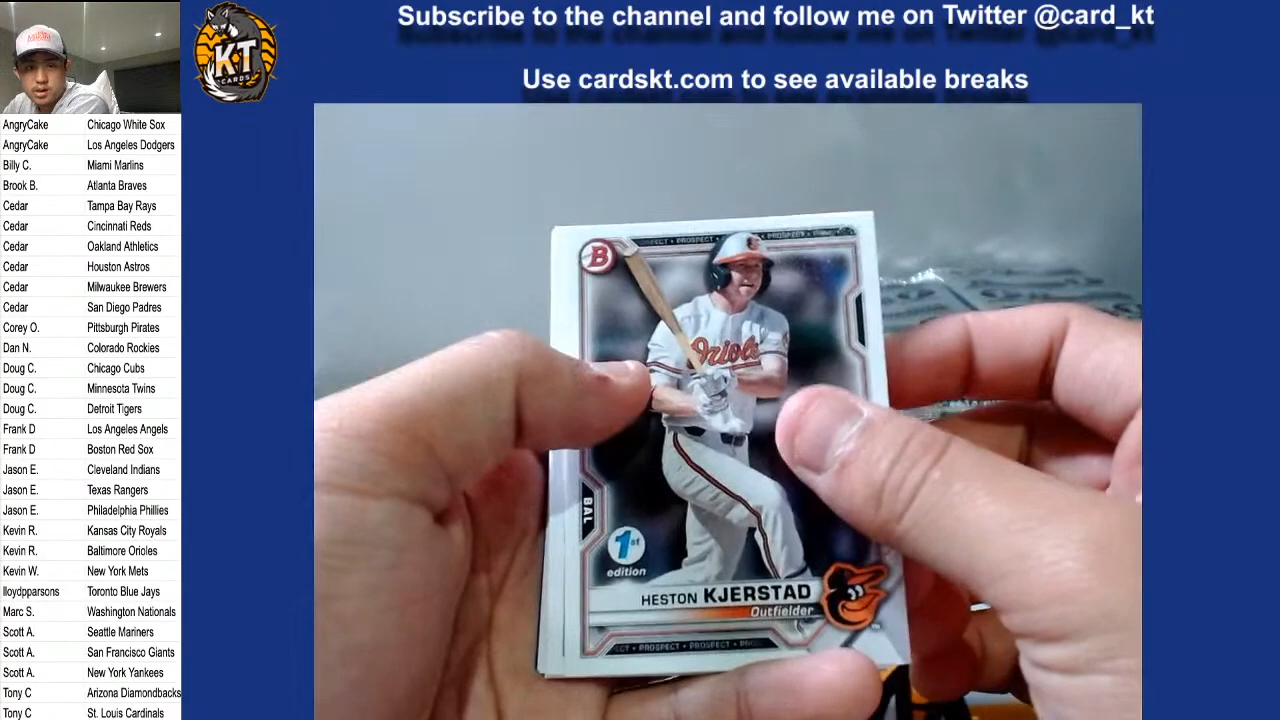 Subscribe to the channel and follow me on Twitter @card_kt
Use cardskt.com to see available breaks
KT
CARDS
AngryCake Chicago White Sox
AngryCake Los Angeles Dodgers
Billy C. Miami Marlins
Brook B. Atlanta Braves
Cedar Tampa Bay Rays
Cedar Cincinnati Reds
Cedar Oakland Athletics
Cedar Houston Astros
Cedar Milwaukee Brewers
Cedar San Diego Padres
Corey O. Pittsburgh Pirates
Dan N. Colorado Rockies
Doug C. Chicago Cubs
Doug C. Minnesota Twins
Doug C. Detroit Tigers
Frank D Los Angeles Angels
Frank D Boston Red Sox
Jason E. Cleveland Indians
Jason E. Texas Rangers
Jason E. Philadelphia Phillies
Kevin R. Kansas City Royals
Kevin R. Baltimore Orioles
Kevin W. New York Mets
lloydpparsons Toronto Blue Jays
Marc S. Washington Nationals
Scott A. Seattle Mariners
Scott A. San Francisco Giants
Scott A. New York Yankees
Tony C Arizona Diamondbacks
Tony C St. Louis Cardinals
PROSPECT • PROSPECT
B
Orioles
BAL
1st
edition
HESTON KJERSTAD
Outfielder
PROSPECT • PROSPECT